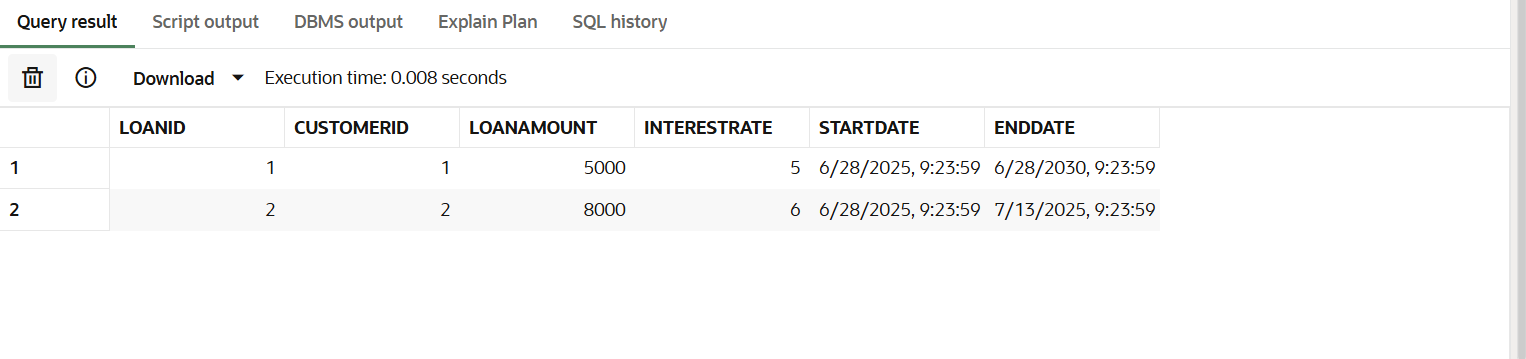 Query result Script output DBMS output Explain Plan SQL history
Download Execution time: 0.008 seconds
LOANID CUSTOMERID LOANAMOUNT INTERESTRATE STARTDATE ENDDATE
1 1 1 5000 5 6/28/2025, 9:23:59 6/28/2030, 9:23:59
2 2 2 8000 6 6/28/2025, 9:23:59 7/13/2025, 9:23:59